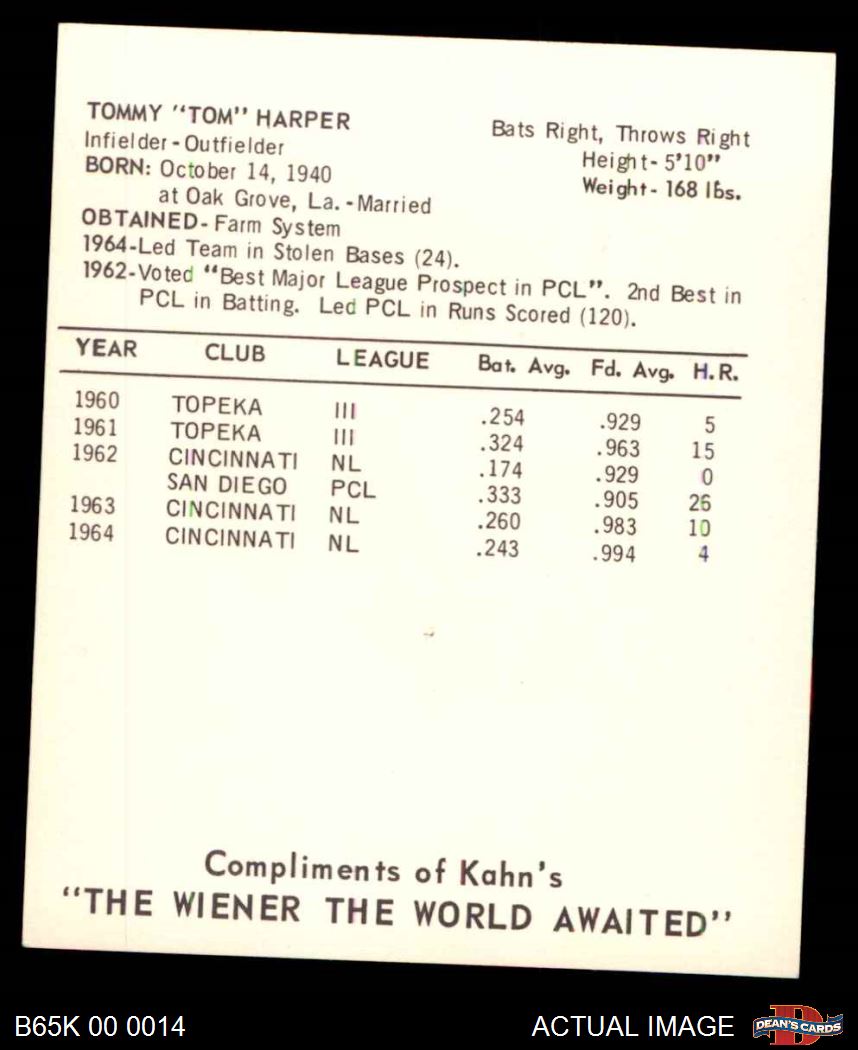 TOMMY "TOM" HARPER
Infielder - Outfielder
BORN: October 14, 1940
at Oak Grove, La. - Married
OBTAINED - Farm System
Bats Right, Throws Right
Height - 5'10"
Weight - 168 lbs.
1964 - Led Team in Stolen Bases (24).
1962 - Voted "Best Major League Prospect in PCL". 2nd Best in
PCL in Batting. Led PCL in Runs Scored (120).
YEAR CLUB LEAGUE Bat. Avg. Fd. Avg. H.R.
1960 TOPEKA III .254 .929 5
1961 TOPEKA III .324 .963 15
1962 CINCINNATI NL .174 .929 0
SAN DIEGO PCL .333 .905 26
1963 CINCINNATI NL .260 .983 10
1964 CINCINNATI NL .243 .994 4
Compliments of Kahn's
"THE WIENER THE WORLD AWAITED"
B65K 00 0014
ACTUAL IMAGE
D
DEAN'S CARDS